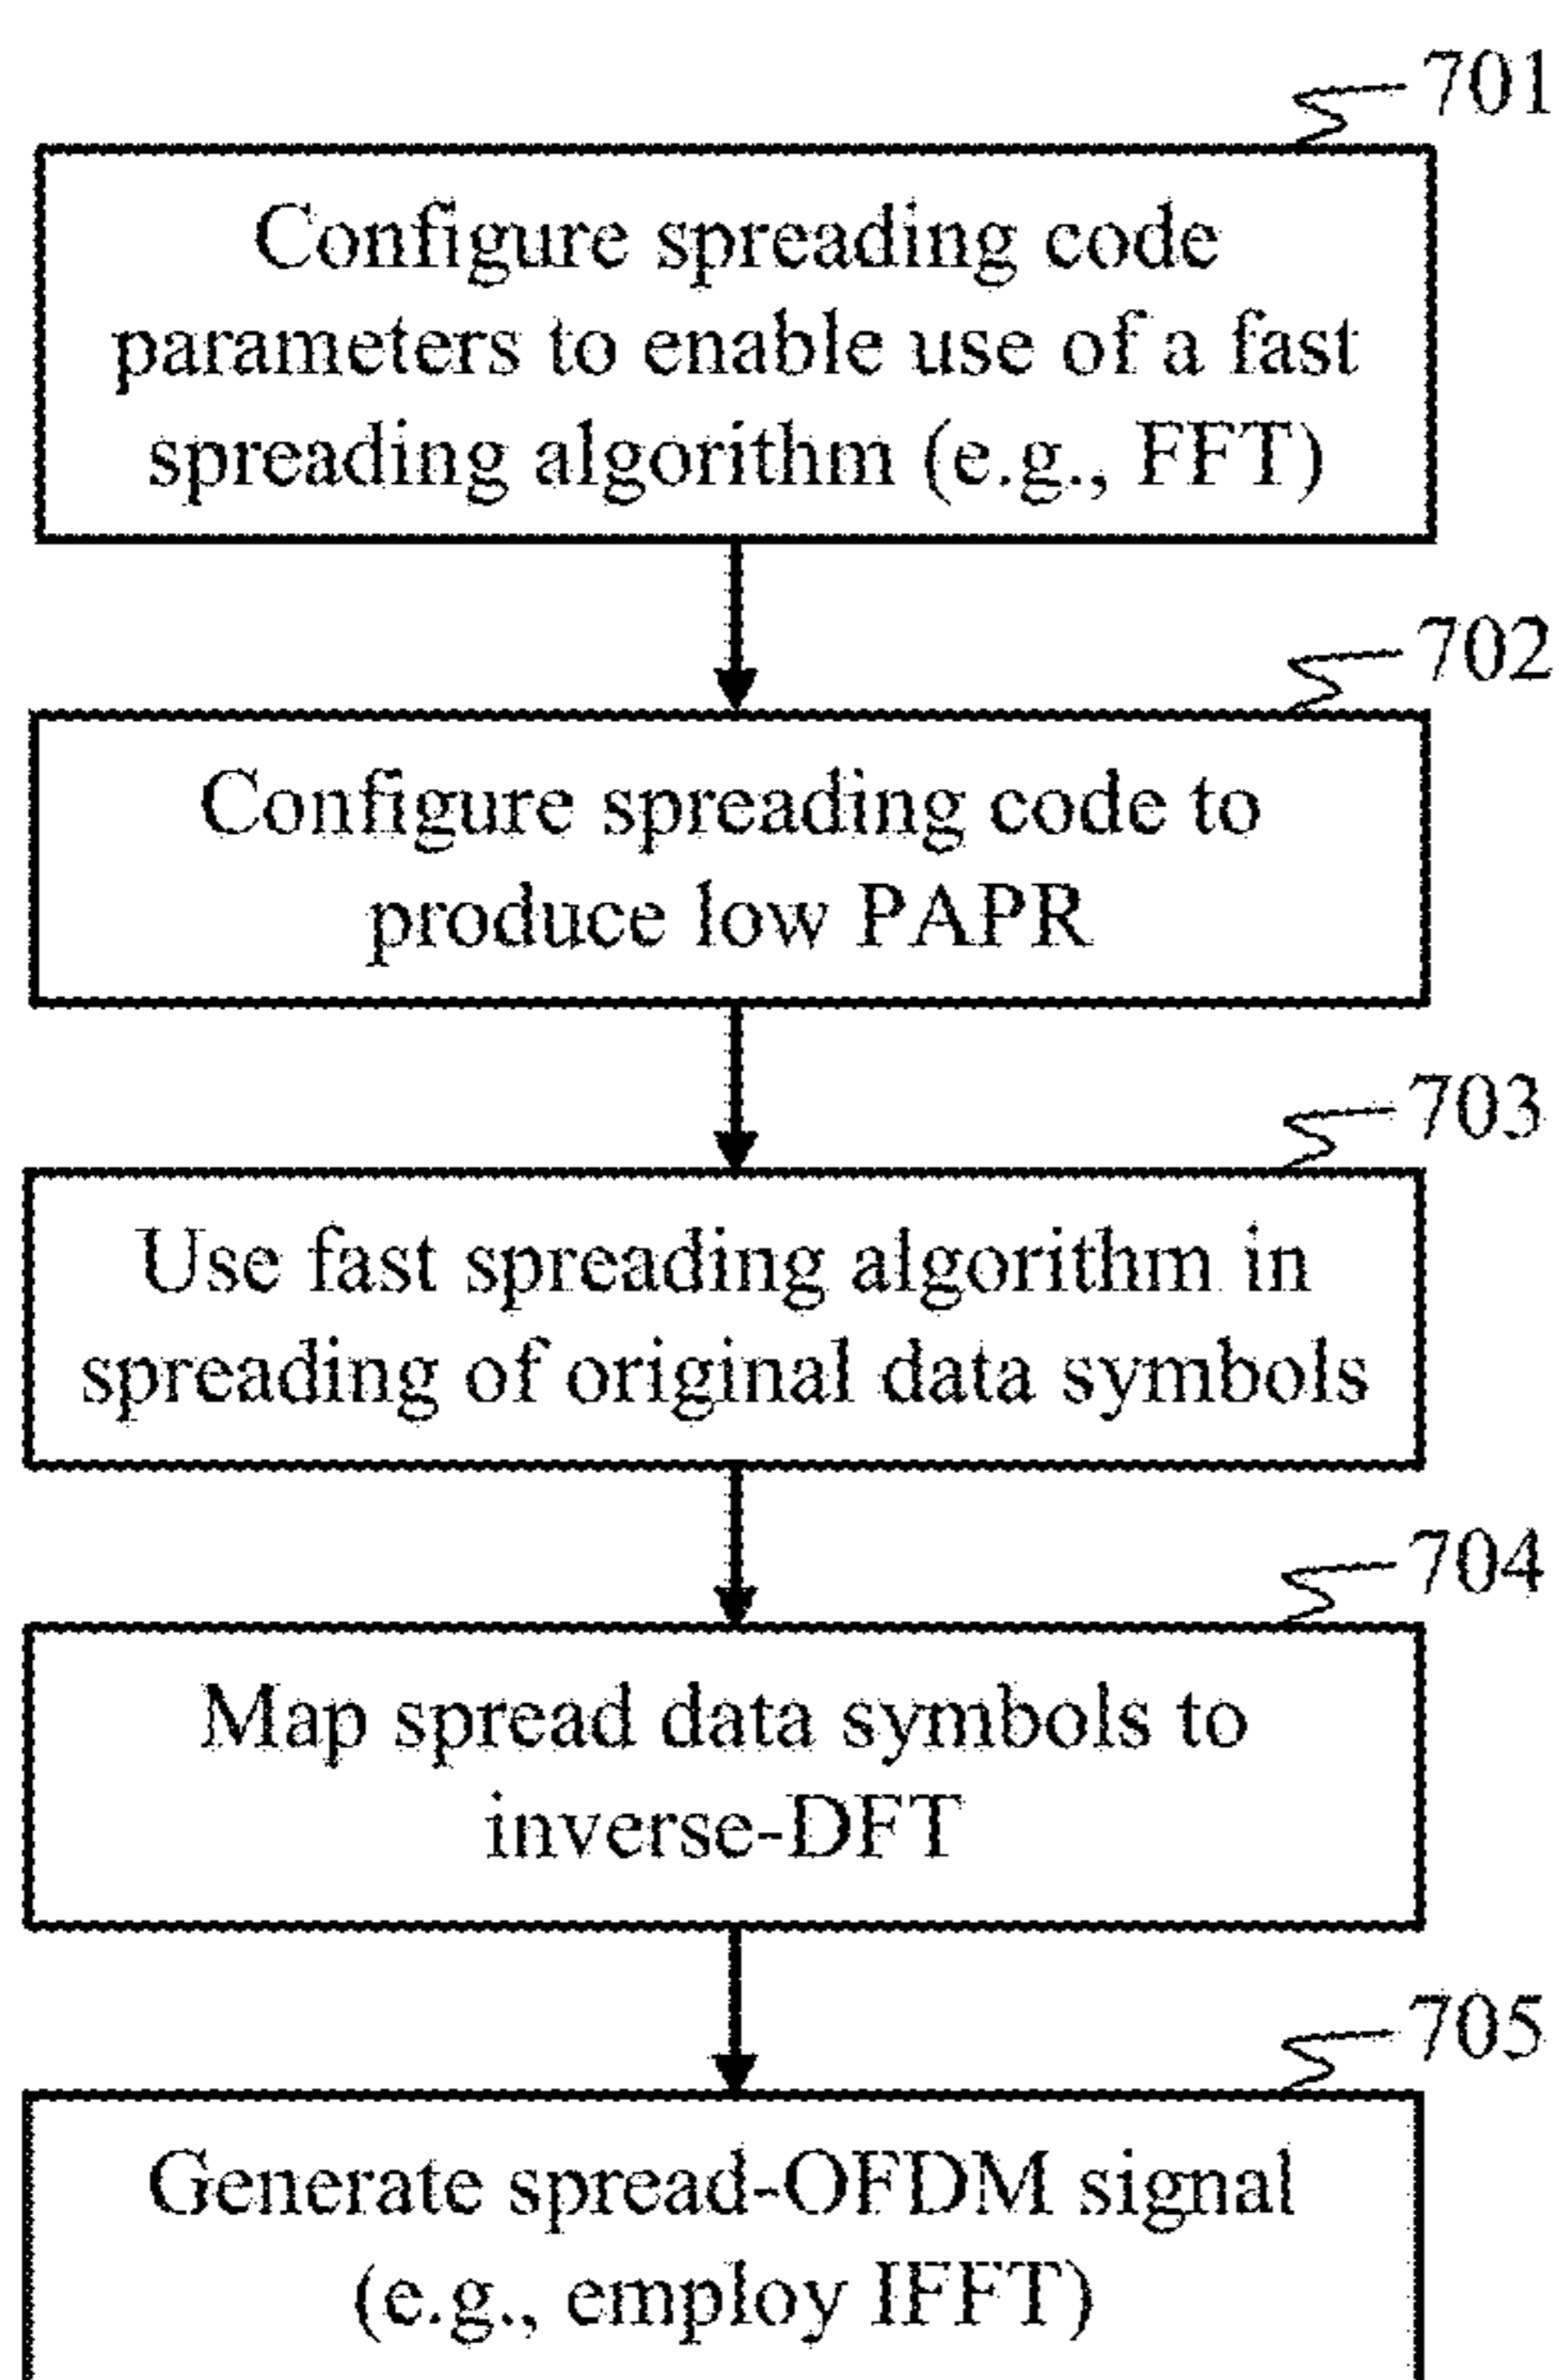 701
Configure spreading code
parameters to enable use of a fast
spreading algorithm (e.g., FFT)
702
Configure spreading code to
produce low PAPR
703
Use fast spreading algorithm in
spreading of original data symbols
704
Map spread data symbols to
inverse-DFT
705
Generate spread-OFDM signal
(e.g., employ IFFT)